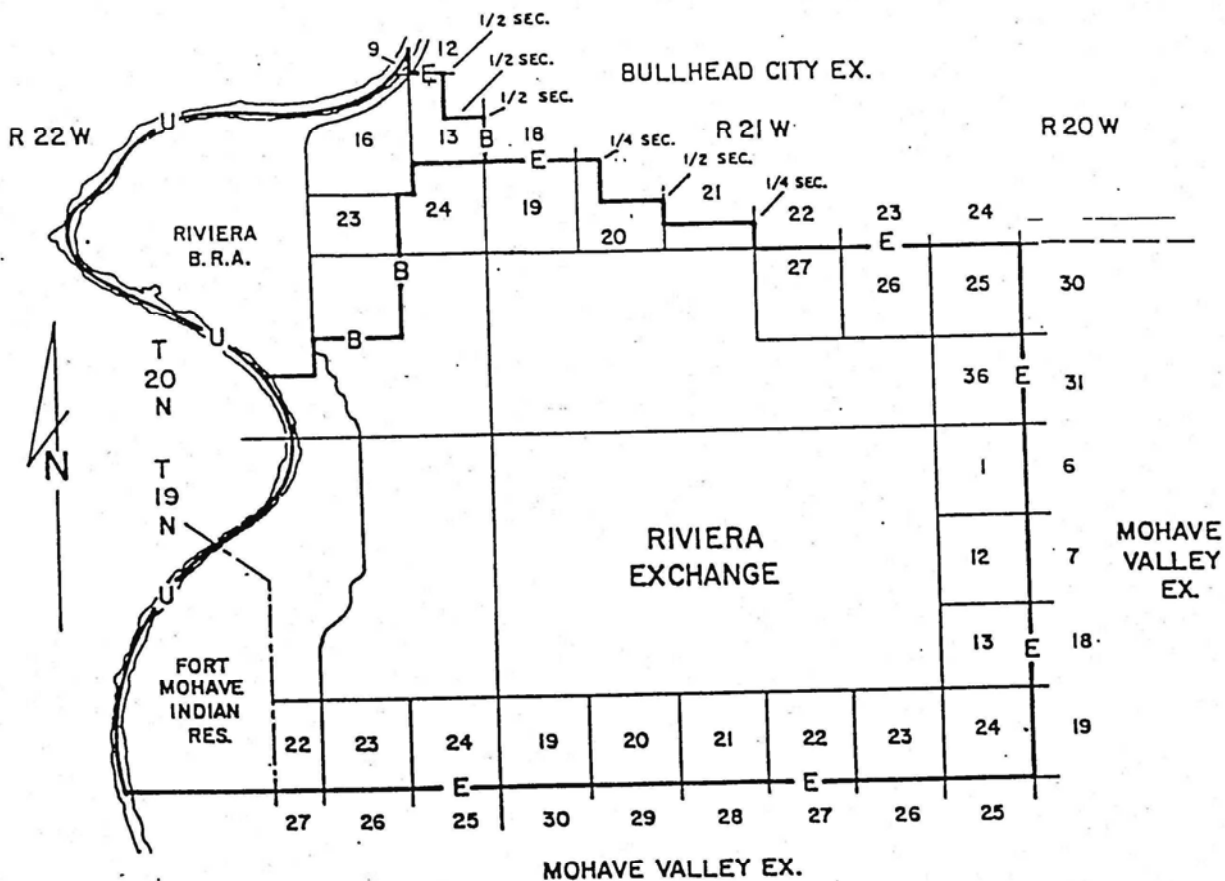 1/2 SEC.
9 12
E
1/2 SEC.
BULLHEAD CITY EX.
1/2 SEC.
U
R 22 W
16 13 B 18
R 21 W
R 20 W
E
1/4 SEC.
1/2 SEC.
21
1/4 SEC.
23 24 19
22 23 24
20
E
RIVIERA
B.R.A.
B
27 26 25 30
U
B
T
20
N
36 E 31
N
T
19
N
1 6
RIVIERA
EXCHANGE
12 7
MOHAVE
VALLEY
EX.
U
13 E 18
FORT
MOHAVE
INDIAN
RES.
22 23 24 19 20 21 22 23 24 19
E E
27 26 25 30 29 28 27 26 25
MOHAVE VALLEY EX.